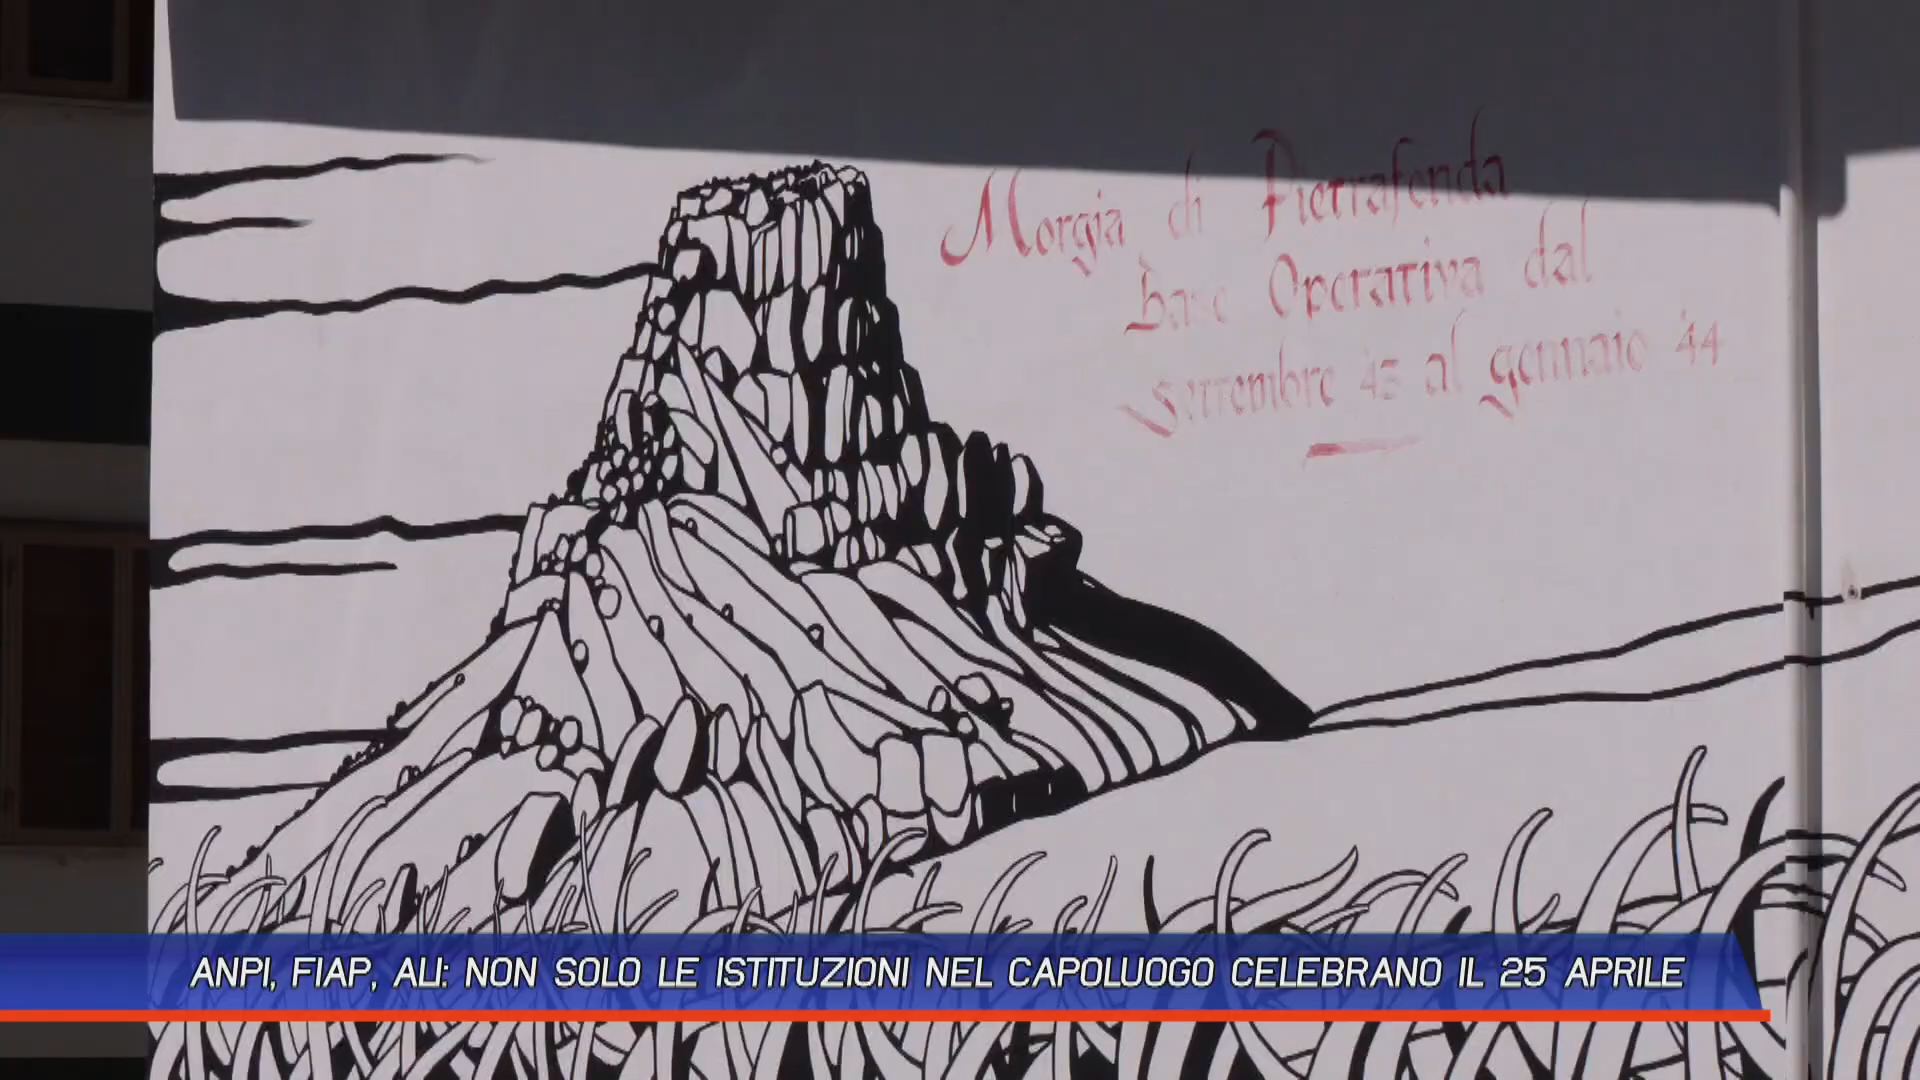 Morgia di Pietrafenda
Base Operativa dal
settembre '43 al gennaio '44
ANPI, FIAP, ALI: NON SOLO LE ISTITUZIONI NEL CAPOLUOGO CELEBRANO IL 25 APRILE